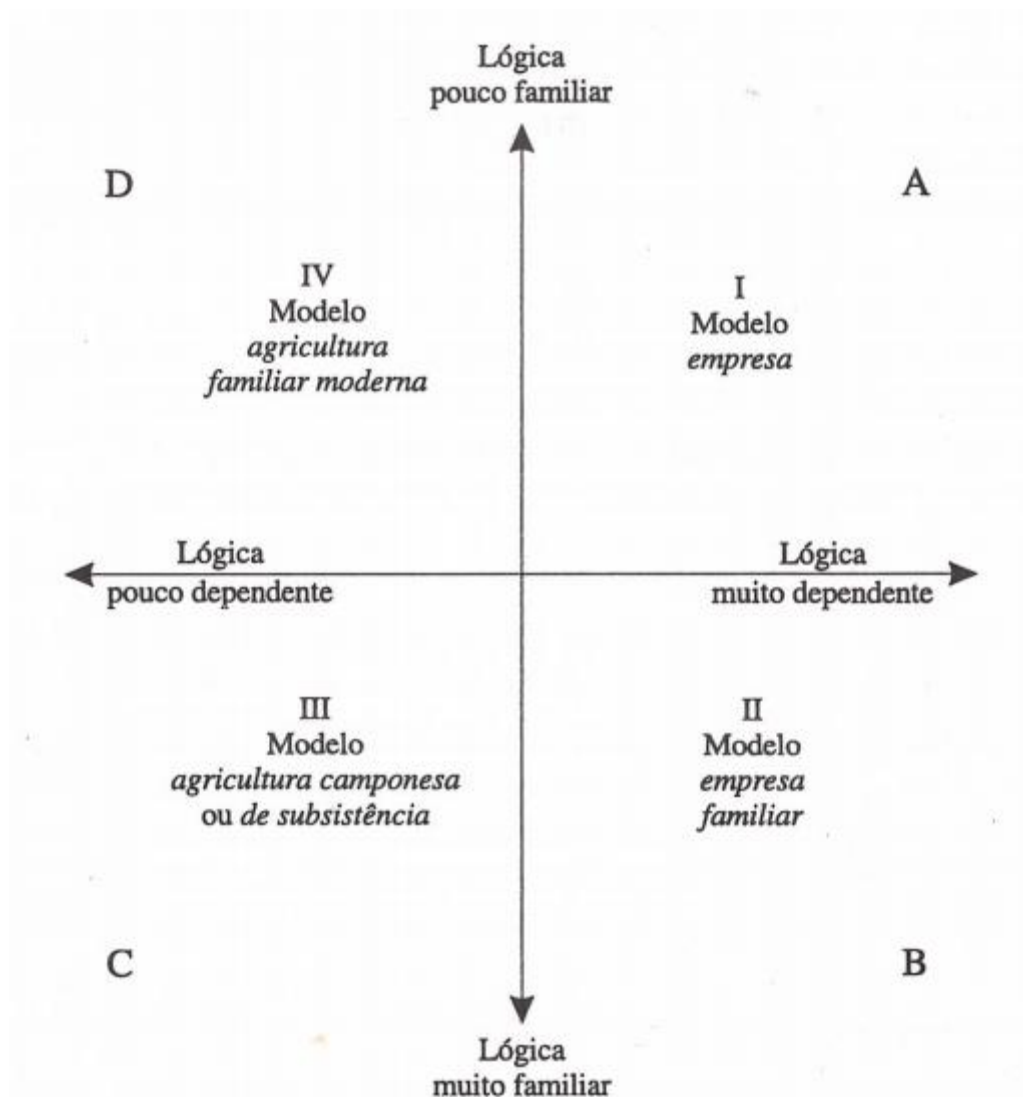 Lógica
pouco familiar
D
A
IV
Modelo
agricultura
familiar moderna
I
Modelo
empresa
Lógica
pouco dependente
Lógica
muito dependente
III
Modelo
agricultura camponesa
ou de subsistência
II
Modelo
empresa
familiar
C
B
Lógica
muito familiar